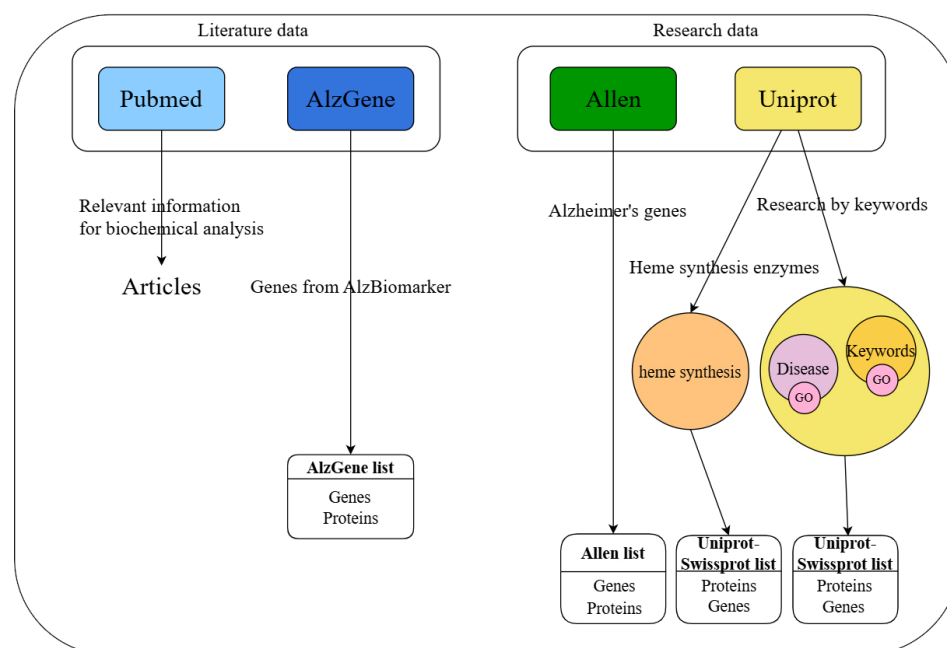 Literature data
Research data
Pubmed
AlzGene
Allen
Uniprot
Relevant information
for biochemical analysis
Alzheimer's genes
Research by keywords
Articles
Genes from AlzBiomarker
Heme synthesis enzymes
heme synthesis
Disease
GO
Keywords
GO
AlzGene list
Genes
Proteins
Allen list
Genes
Proteins
Uniprot-
Swissprot list
Proteins
Genes
Uniprot-
Swissprot list
Proteins
Genes